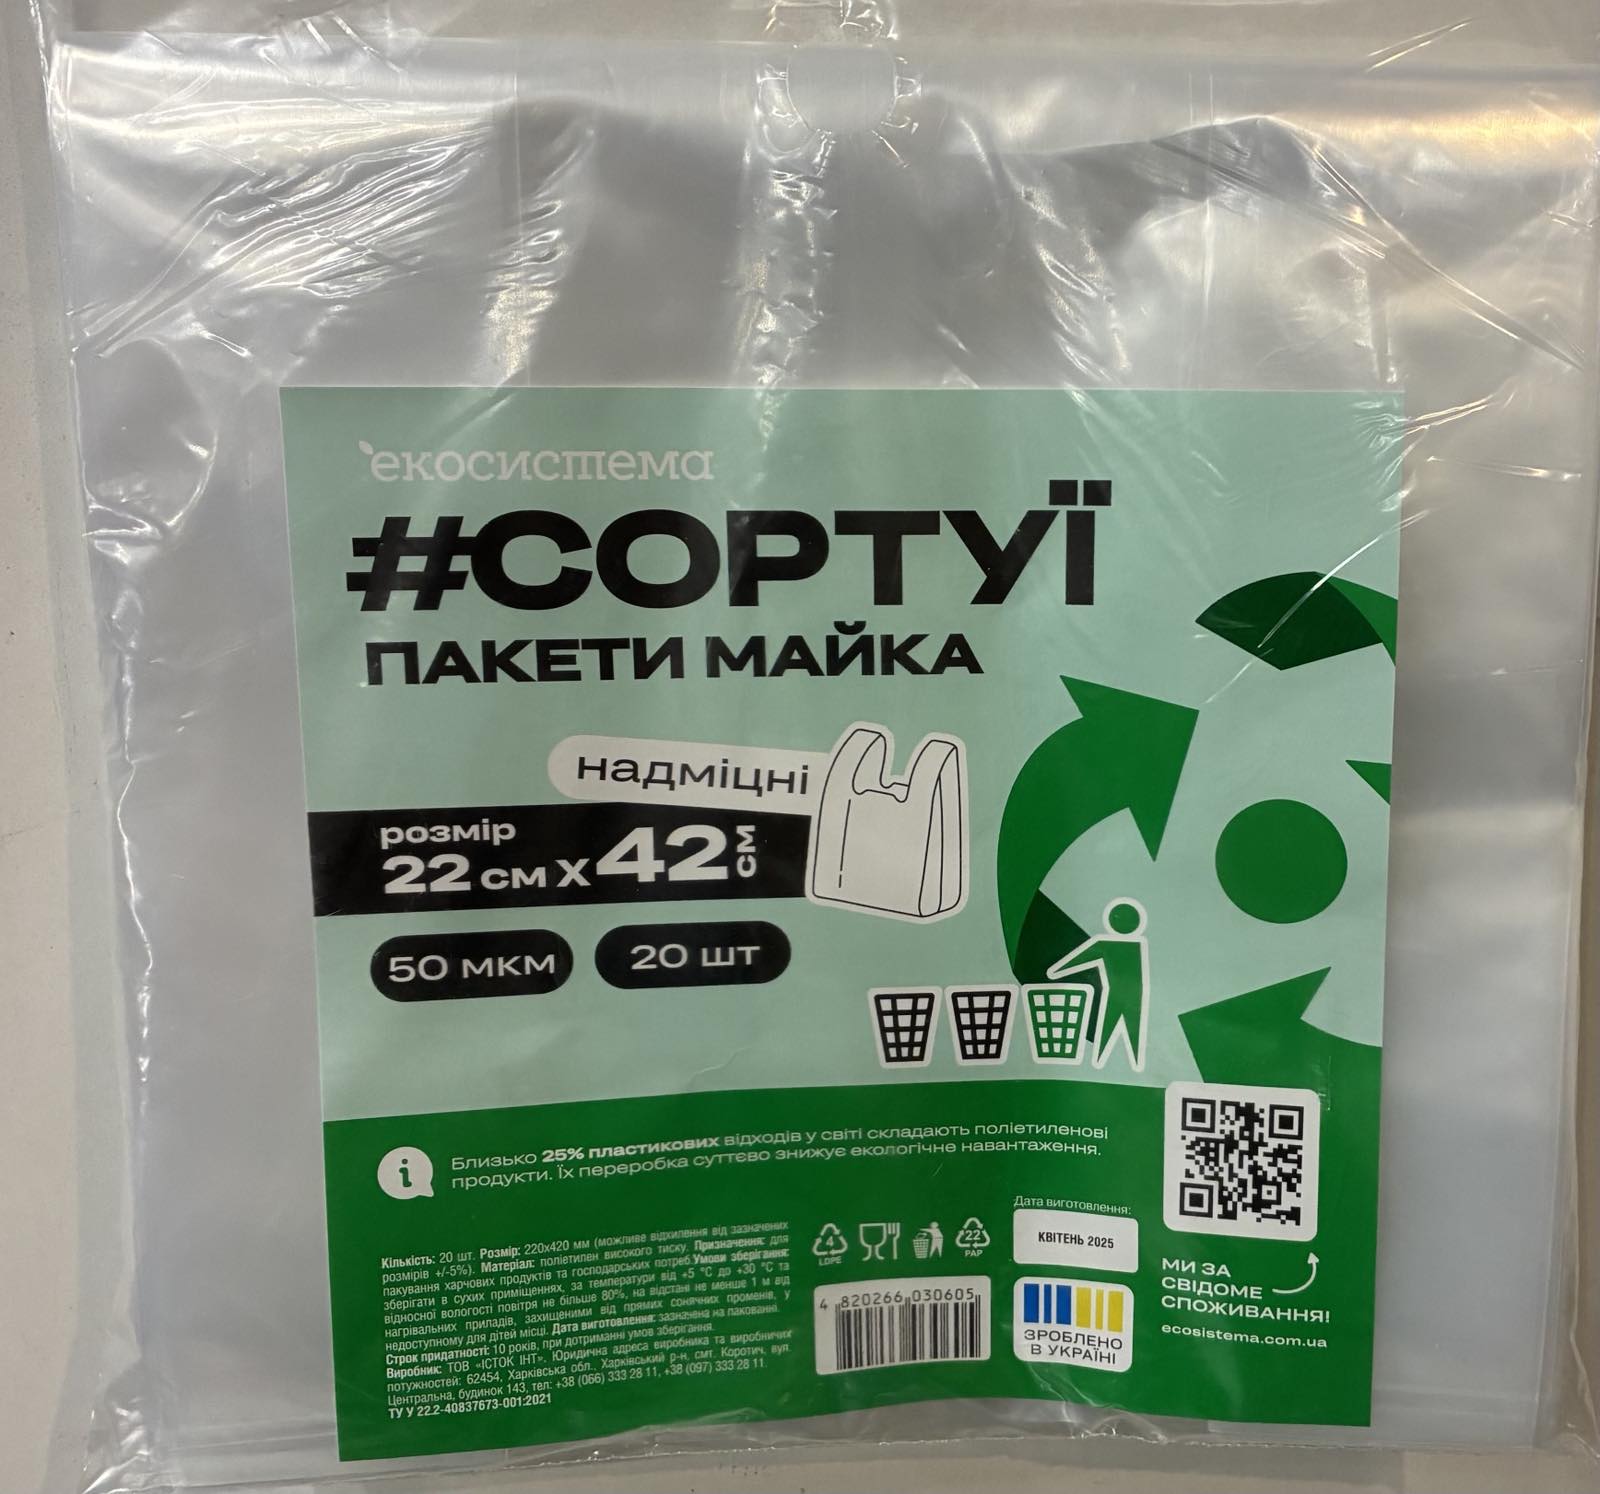 екосистема
#СОРТУЇ
ПАКЕТИ МАЙКА
надміцні
розмір
22 см X 42 см
50 мкм
20 шт
Близько 25% пластикових відходів у світі складають поліетиленові
продукти. Їх переробка суттєво знижує екологічне навантаження.
Кількість: 20 шт. Розмір: 220x420 мм (можливе відхилення від зазначених
розмірів +/-5%). Матеріал: поліетилен високого тиску. Призначення: для
пакування харчових продуктів та господарських потреб. Умови зберігання:
зберігати в сухих приміщеннях, за температури від +5 °C до +30 °C та
відносної вологості повітря не більше 80%, на відстані не менше 1 м від
нагрівальних приладів, захищеними від прямих сонячних променів, у
недоступному для дітей місці. Дата виготовлення: зазначена на пакованні.
Строк придатності: 10 років, при дотриманні умов зберігання.
Виробник: ТОВ «ІСТОК ІНТ». Юридична адреса виробника та виробничих
потужностей: 62454, Харківська обл., Харківський р-н, смт. Коротич, вул.
Центральна, будинок 143, тел: +38 (066) 333 28 11, +38 (097) 333 28 11.
ТУ У 22.2-40837673-001:2021
4
LDPE
22
PAP
4 820266 030605
Дата виготовлення:
КВІТЕНЬ 2025
ЗРОБЛЕНО
В УКРАЇНІ
МИ ЗА
СВІДОМЕ
СПОЖИВАННЯ!
ecosistema.com.ua